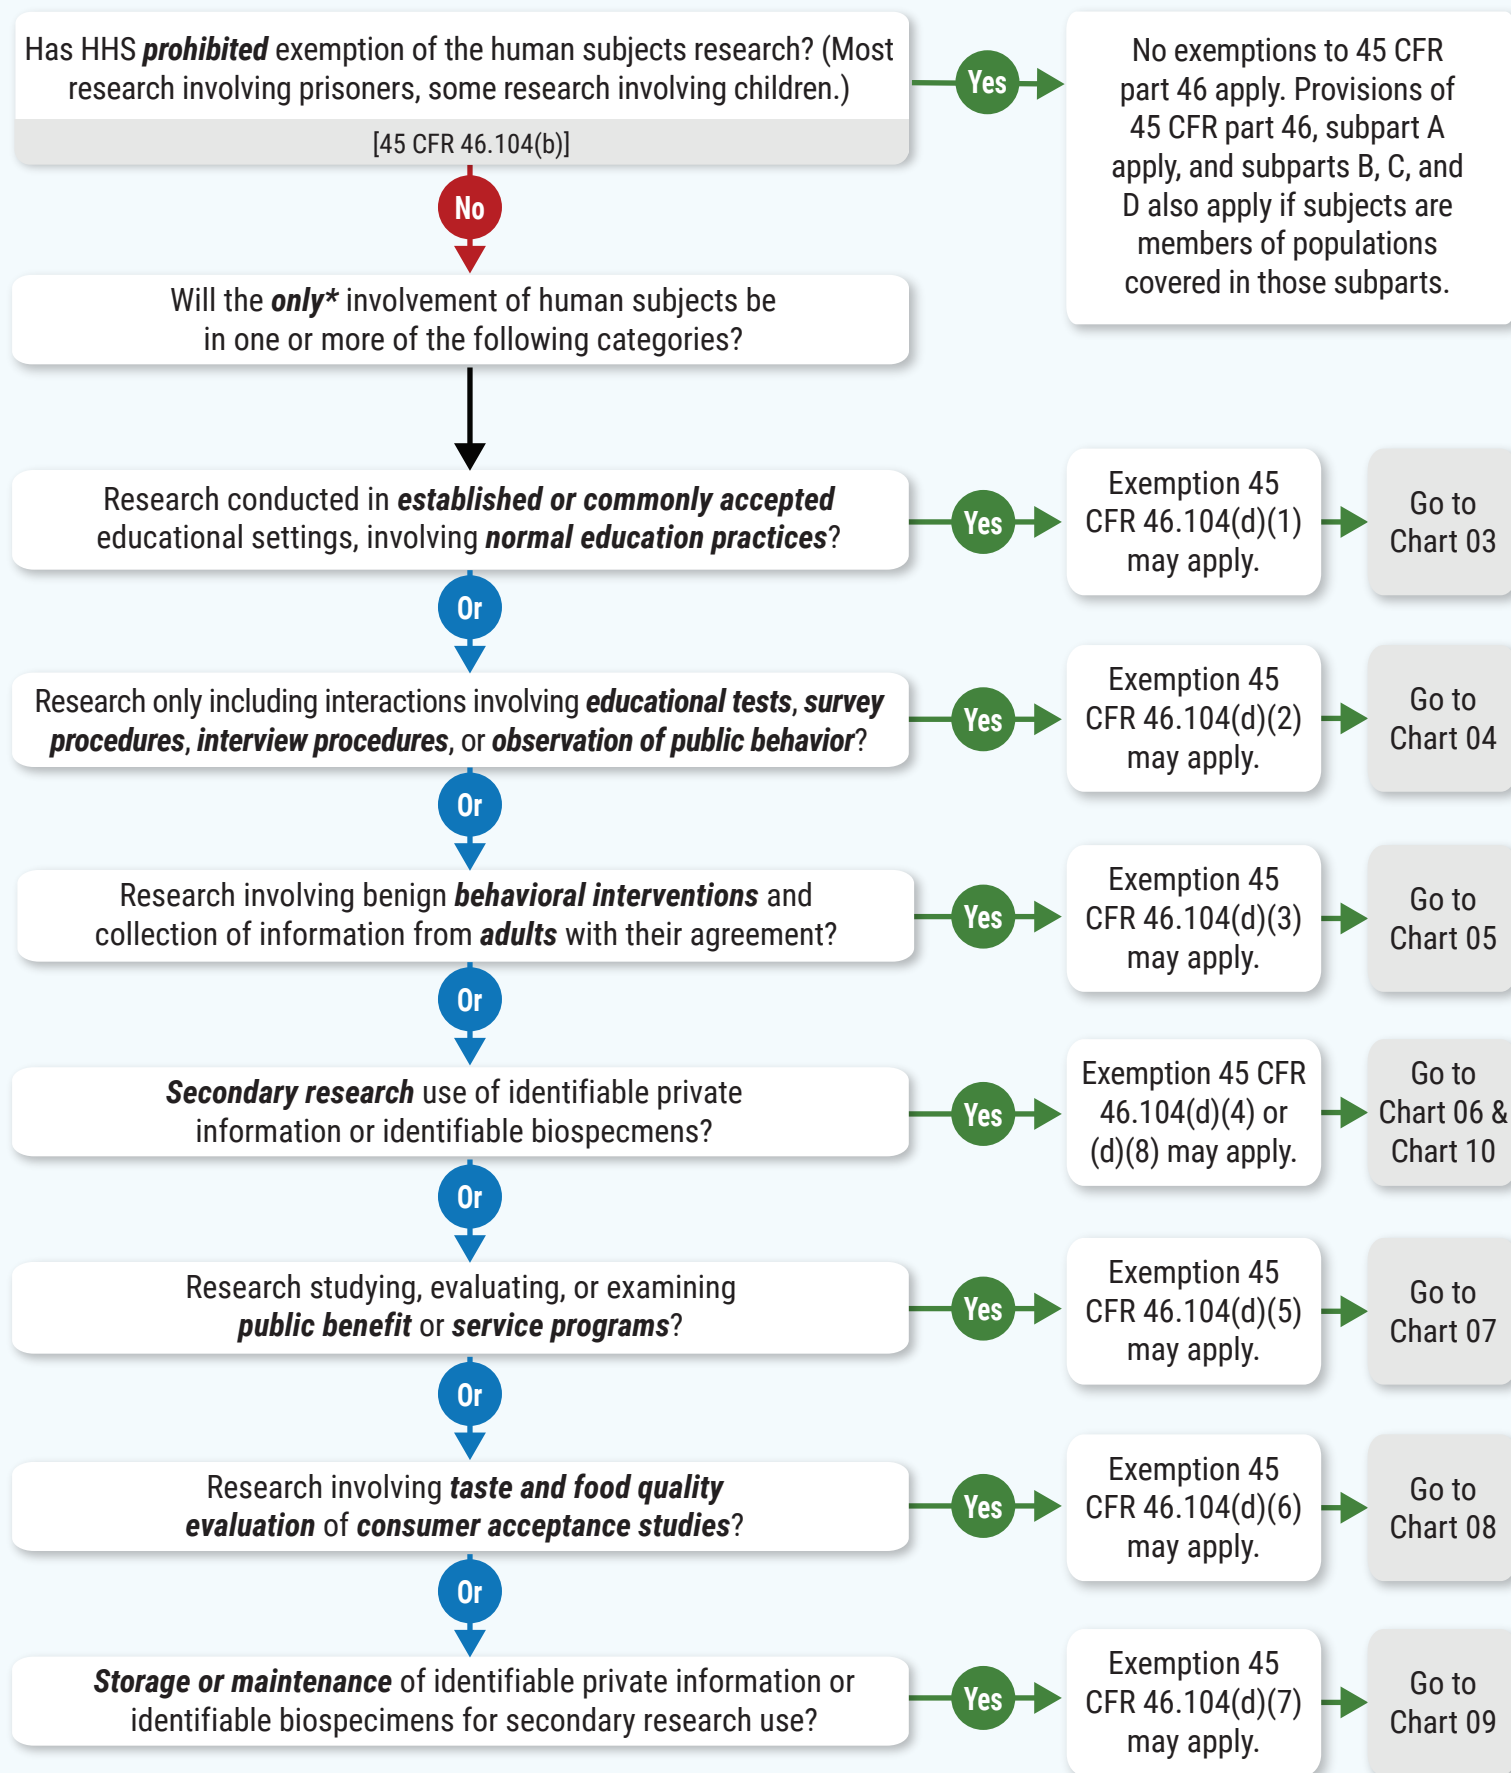 Has HHS prohibited exemption of the human subjects research? (Most
research involving prisoners, some research involving children.)
[45 CFR 46.104(b)]
Yes
No exemptions to 45 CFR
part 46 apply. Provisions of
45 CFR part 46, subpart A
apply, and subparts B, C, and
D also apply if subjects are
members of populations
covered in those subparts.
No
Will the only* involvement of human subjects be
in one or more of the following categories?
Research conducted in established or commonly accepted
educational settings, involving normal education practices?
Yes
Exemption 45
CFR 46.104(d)(1)
may apply.
Go to
Chart 03
Or
Research only including interactions involving educational tests, survey
procedures, interview procedures, or observation of public behavior?
Yes
Exemption 45
CFR 46.104(d)(2)
may apply.
Go to
Chart 04
Or
Research involving benign behavioral interventions and
collection of information from adults with their agreement?
Yes
Exemption 45
CFR 46.104(d)(3)
may apply.
Go to
Chart 05
Or
Secondary research use of identifiable private
information or identifiable biospecmens?
Yes
Exemption 45 CFR
46.104(d)(4) or
(d)(8) may apply.
Go to
Chart 06 &
Chart 10
Or
Research studying, evaluating, or examining
public benefit or service programs?
Yes
Exemption 45
CFR 46.104(d)(5)
may apply.
Go to
Chart 07
Or
Research involving taste and food quality
evaluation of consumer acceptance studies?
Yes
Exemption 45
CFR 46.104(d)(6)
may apply.
Go to
Chart 08
Or
Storage or maintenance of identifiable private information or
identifiable biospecimens for secondary research use?
Yes
Exemption 45
CFR 46.104(d)(7)
may apply.
Go to
Chart 09